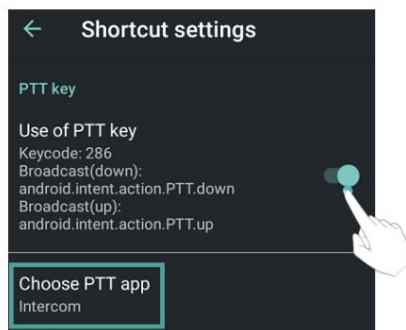 Shortcut settings
PTT key
Use of PTT key
Keycode: 286
Broadcast(down):
android.intent.action.PTT.down
Broadcast(up):
android.intent.action.PTT.up
Choose PTT app
Intercom